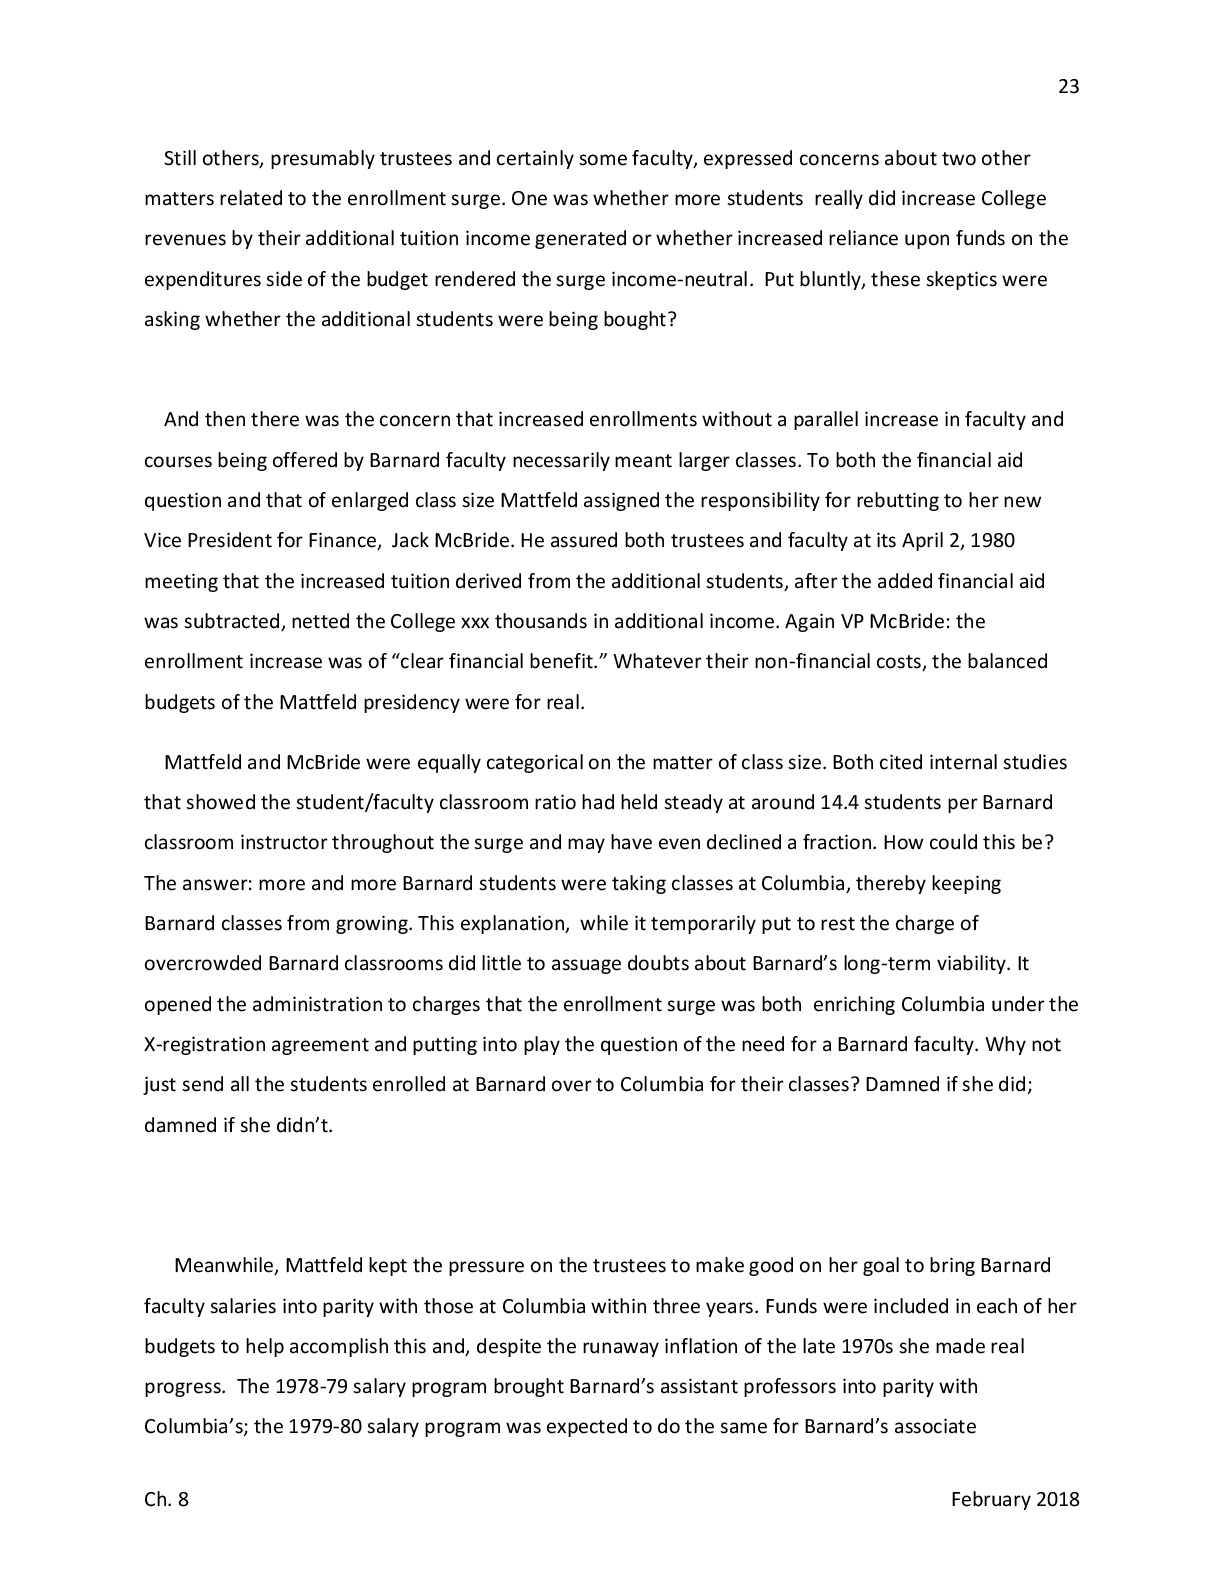 23
Still others, presumably trustees and certainly some faculty, expressed concerns about two other
matters related to the enrollment surge. One was whether more students  really did increase College
revenues by their additional tuition income generated or whether increased reliance upon funds on the
expenditures side of the budget rendered the surge income-neutral.  Put bluntly, these skeptics were
asking whether the additional students were being bought?
And then there was the concern that increased enrollments without a parallel increase in faculty and
courses being offered by Barnard faculty necessarily meant larger classes. To both the financial aid
question and that of enlarged class size Mattfeld assigned the responsibility for rebutting to her new
Vice President for Finance,  Jack McBride. He assured both trustees and faculty at its April 2, 1980
meeting that the increased tuition derived from the additional students, after the added financial aid
was subtracted, netted the College xxx thousands in additional income. Again VP McBride: the
enrollment increase was of “clear financial benefit.” Whatever their non-financial costs, the balanced
budgets of the Mattfeld presidency were for real.
Mattfeld and McBride were equally categorical on the matter of class size. Both cited internal studies
that showed the student/faculty classroom ratio had held steady at around 14.4 students per Barnard
classroom instructor throughout the surge and may have even declined a fraction. How could this be?
The answer: more and more Barnard students were taking classes at Columbia, thereby keeping
Barnard classes from growing. This explanation,  while it temporarily put to rest the charge of
overcrowded Barnard classrooms did little to assuage doubts about Barnard’s long-term viability. It
opened the administration to charges that the enrollment surge was both  enriching Columbia under the
X-registration agreement and putting into play the question of the need for a Barnard faculty. Why not
just send all the students enrolled at Barnard over to Columbia for their classes? Damned if she did;
damned if she didn’t.
Meanwhile, Mattfeld kept the pressure on the trustees to make good on her goal to bring Barnard
faculty salaries into parity with those at Columbia within three years. Funds were included in each of her
budgets to help accomplish this and, despite the runaway inflation of the late 1970s she made real
progress.  The 1978-79 salary program brought Barnard’s assistant professors into parity with
Columbia’s; the 1979-80 salary program was expected to do the same for Barnard’s associate
Ch. 8 February 2018